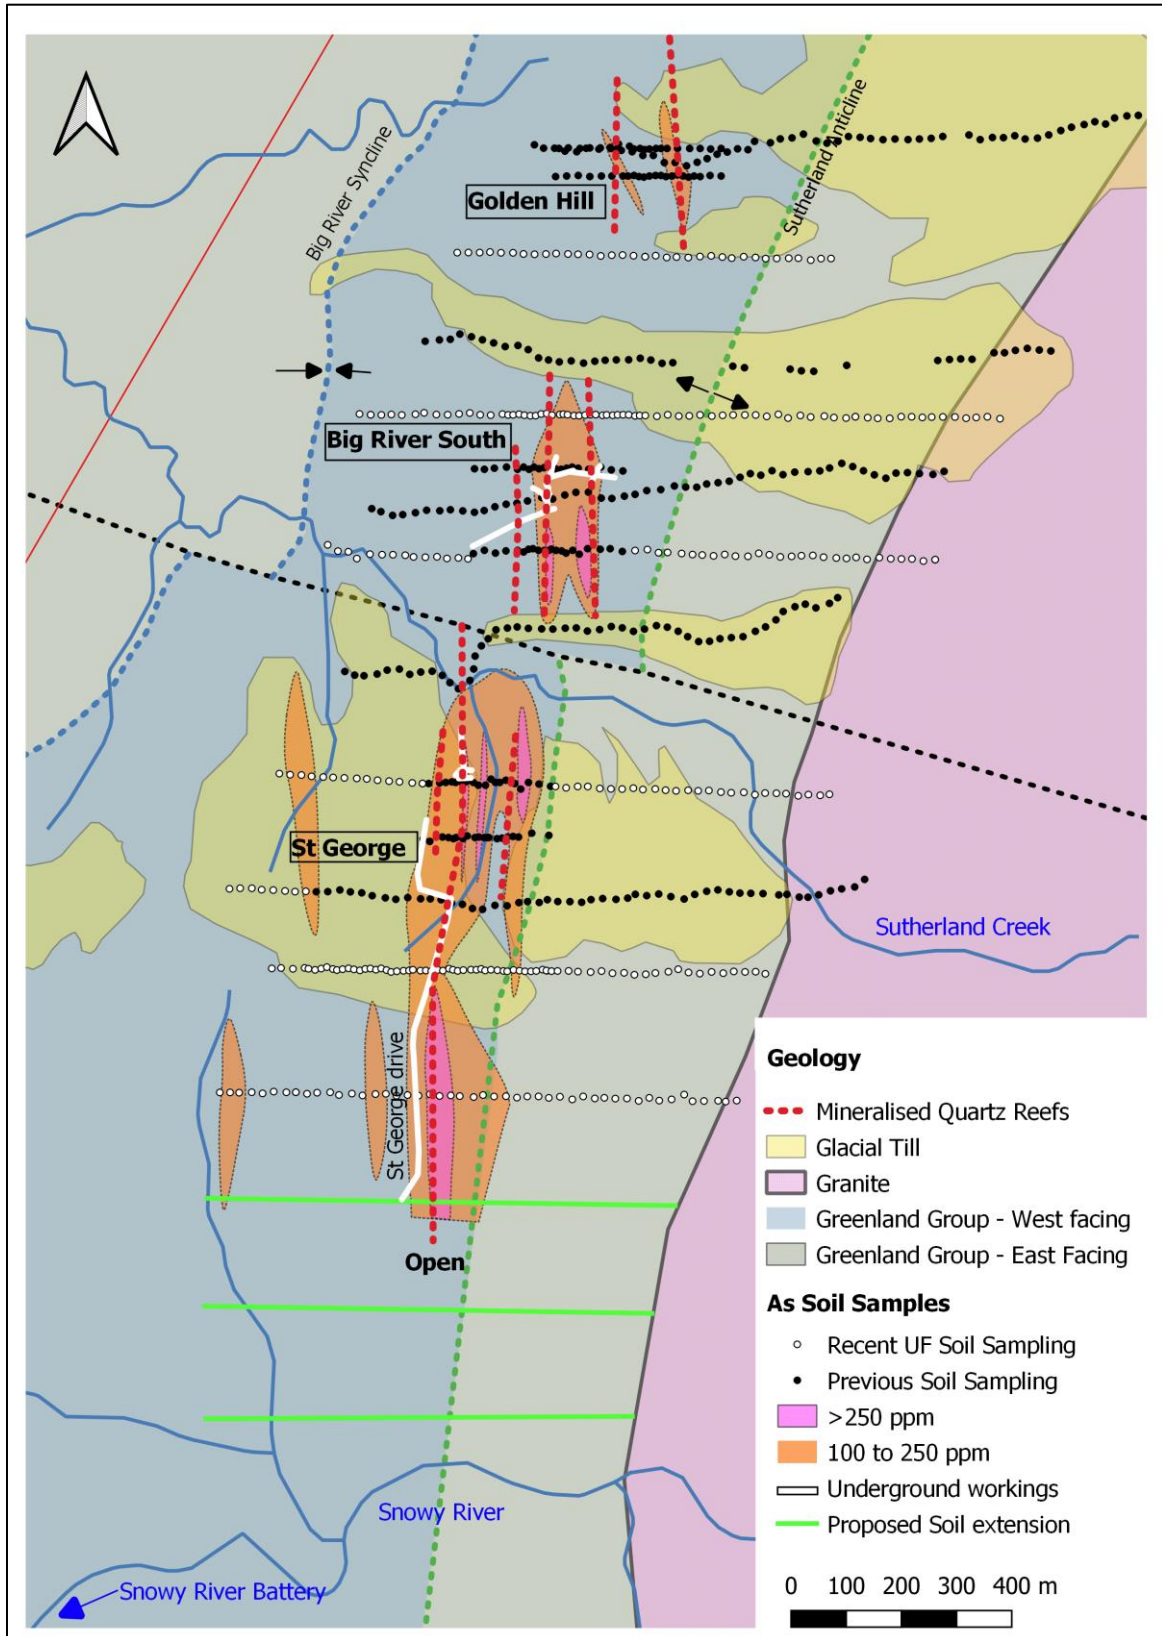 Big River Syncline
Sutherland Anticline
Golden Hill
Big River South
St George
Sutherland Creek
St George drive
Open
Snowy River
Snowy River Battery
Geology
Mineralised Quartz Reefs
Glacial Till
Granite
Greenland Group - West facing
Greenland Group - East Facing
As Soil Samples
Recent UF Soil Sampling
Previous Soil Sampling
>250 ppm
100 to 250 ppm
Underground workings
Proposed Soil extension
0 100 200 300 400 m